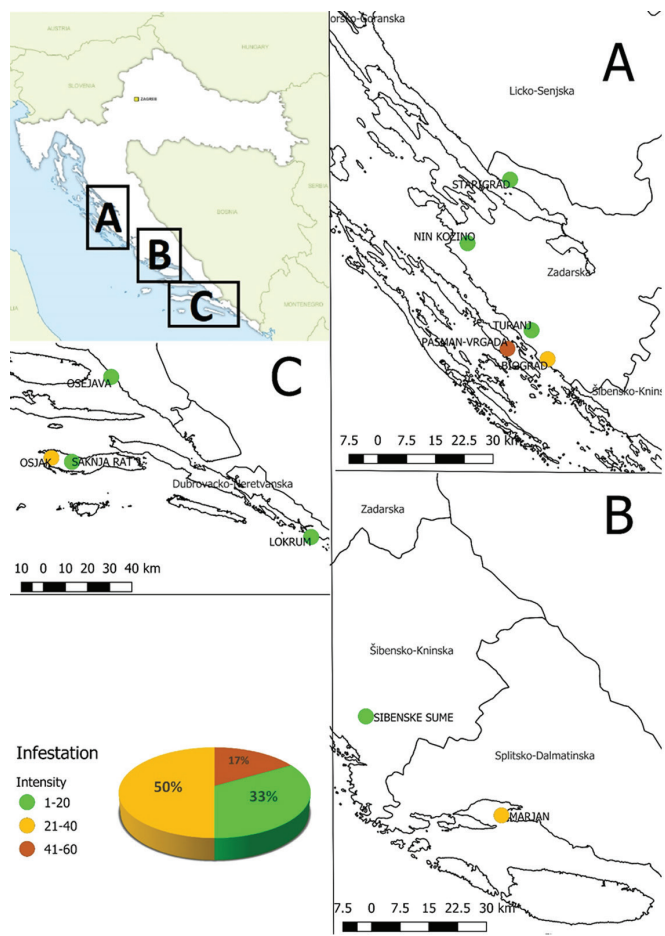 AUSTRIA
HUNGARY
SLOVENIA
ZAGREB
SERBIA
BOSNIA
MONTENEGRO
A
B
C
A
orsko-Goranska
Licko-Senjska
STARIGRAD
NIN KOZINO
Zadarska
TURANJ
PASMAN-VRGADA
BIOGRAD
Šibensko-Knins
7.5 0 7.5 15 22.5 30 km
C
OSEJAVA
OSJAK
SAKNJA RAT
Dubrovacko-Neretvanska
LOKRUM
10 0 10 20 30 40 km
B
Zadarska
Šibensko-Kninska
SIBENSKE SUME
Splitsko-Dalmatinska
MARJAN
7.5 0 7.5 15 22.5 30 km
Infestation
Intensity
1-20
21-40
41-60
17%
50%
33%